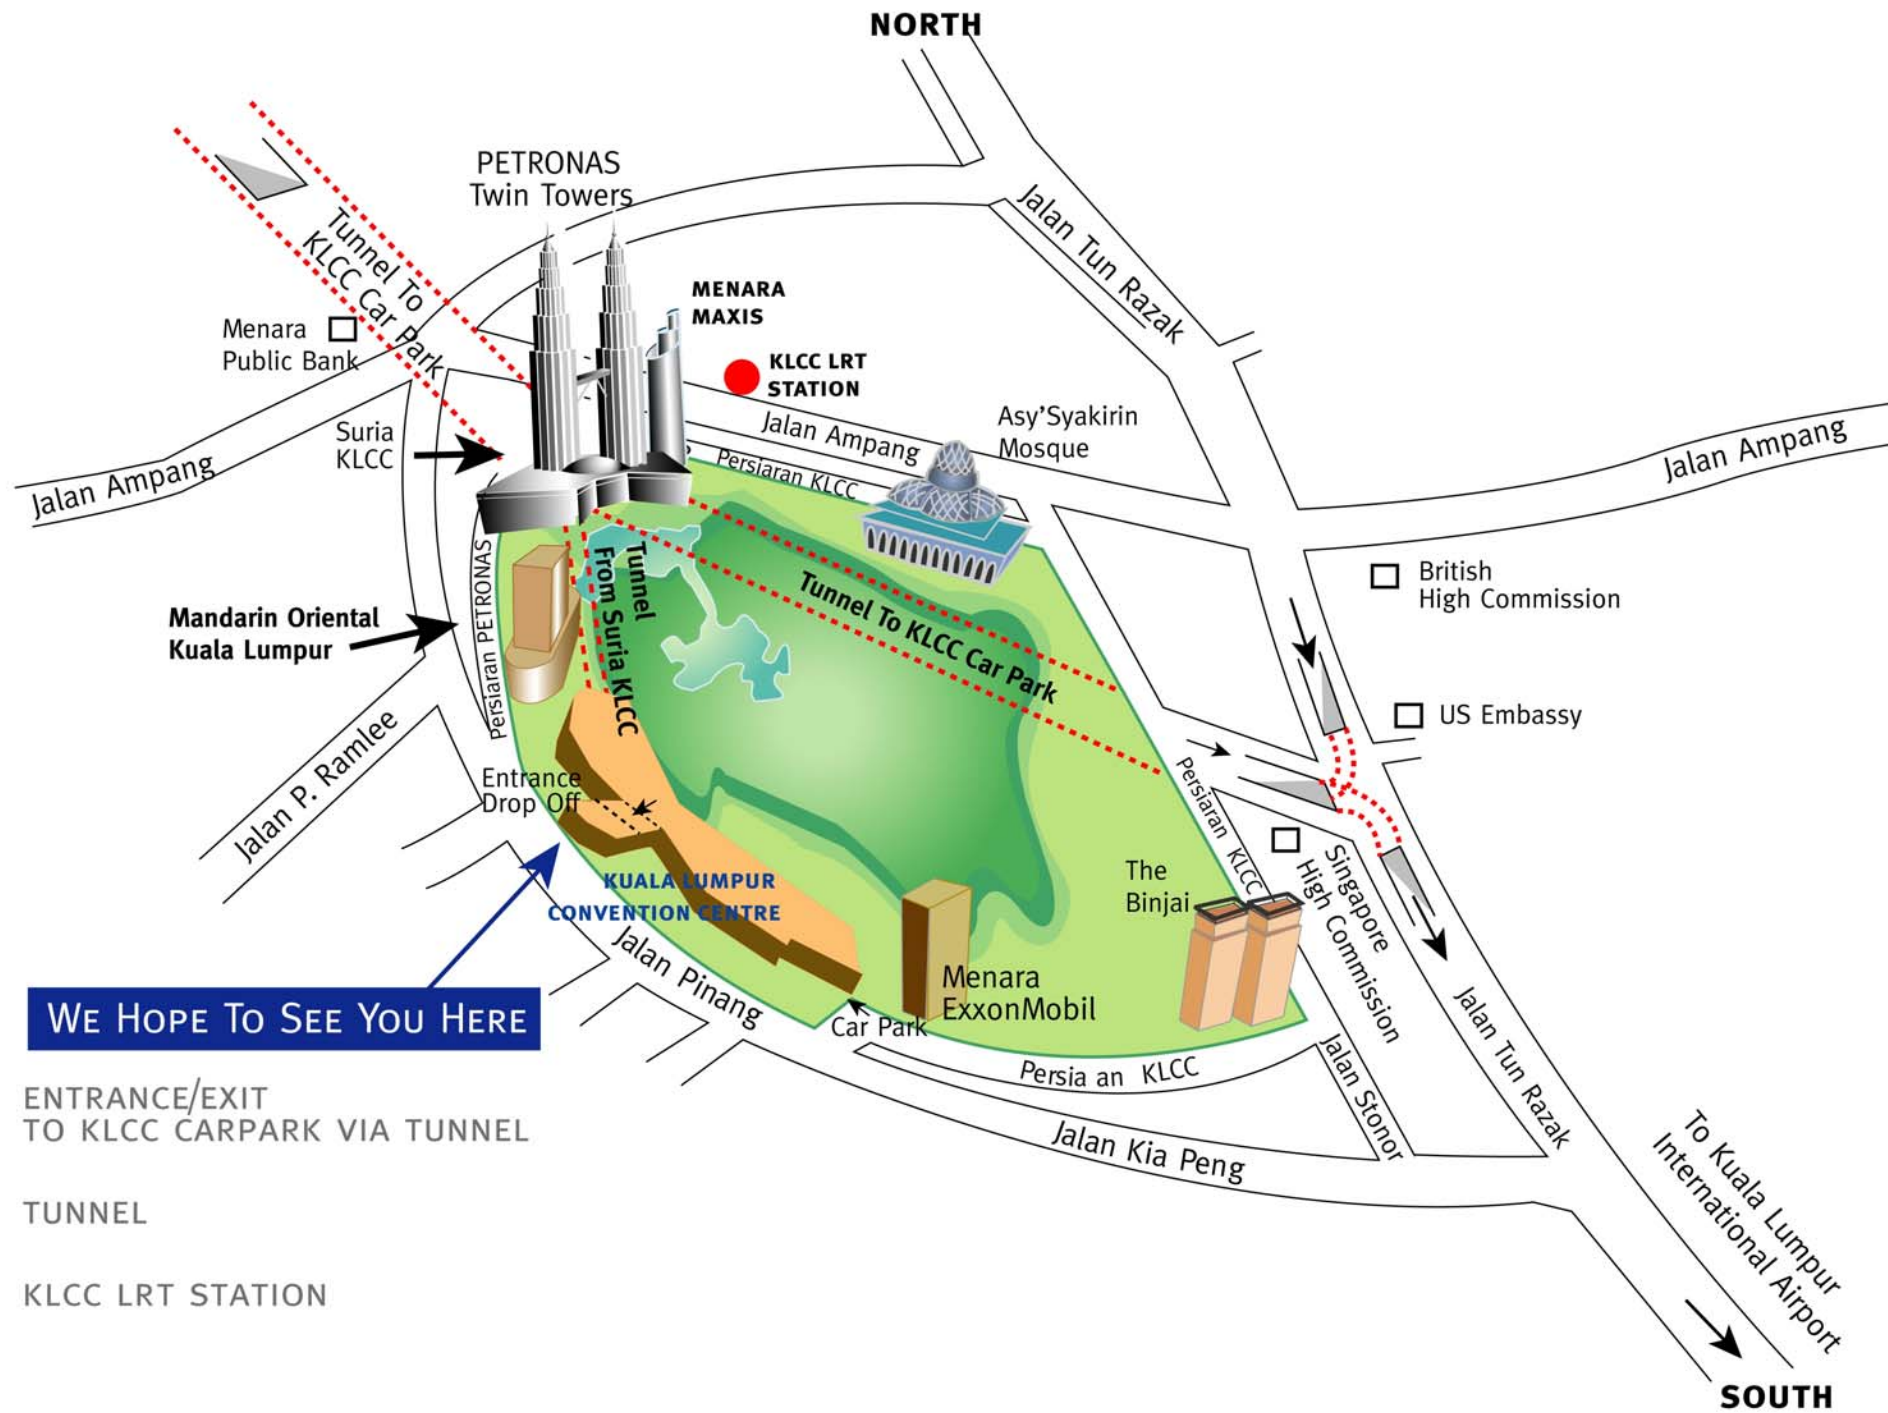 NORTH
PETRONAS
Twin Towers
Tunnel To
KLCC Car Park
Jalan Tun Razak
MENARA
MAXIS
Menara
Public Bank
KLCC LRT
STATION
Suria
KLCC
Jalan Ampang
Jalan Ampang
Persiaran KLCC
Asy'Syakirin
Mosque
Jalan Ampang
British
High Commission
Mandarin Oriental
Kuala Lumpur
Persiaran PETRONAS
Tunnel
From Suria KLCC
Tunnel To KLCC Car Park
US Embassy
Jalan P. Ramlee
Entrance
Drop Off
Persiaran KLCC
Singapore
High Commission
The
Binjai
KUALA LUMPUR
CONVENTION CENTRE
Jalan Pinang
Menara
ExxonMobil
Car Park
WE HOPE TO SEE YOU HERE
Persia an KLCC
Jalan Stonor
Jalan Tun Razak
Jalan Kia Peng
ENTRANCE/EXIT
TO KLCC CARPARK VIA TUNNEL
TUNNEL
KLCC LRT STATION
To Kuala Lumpur
International Airport
SOUTH